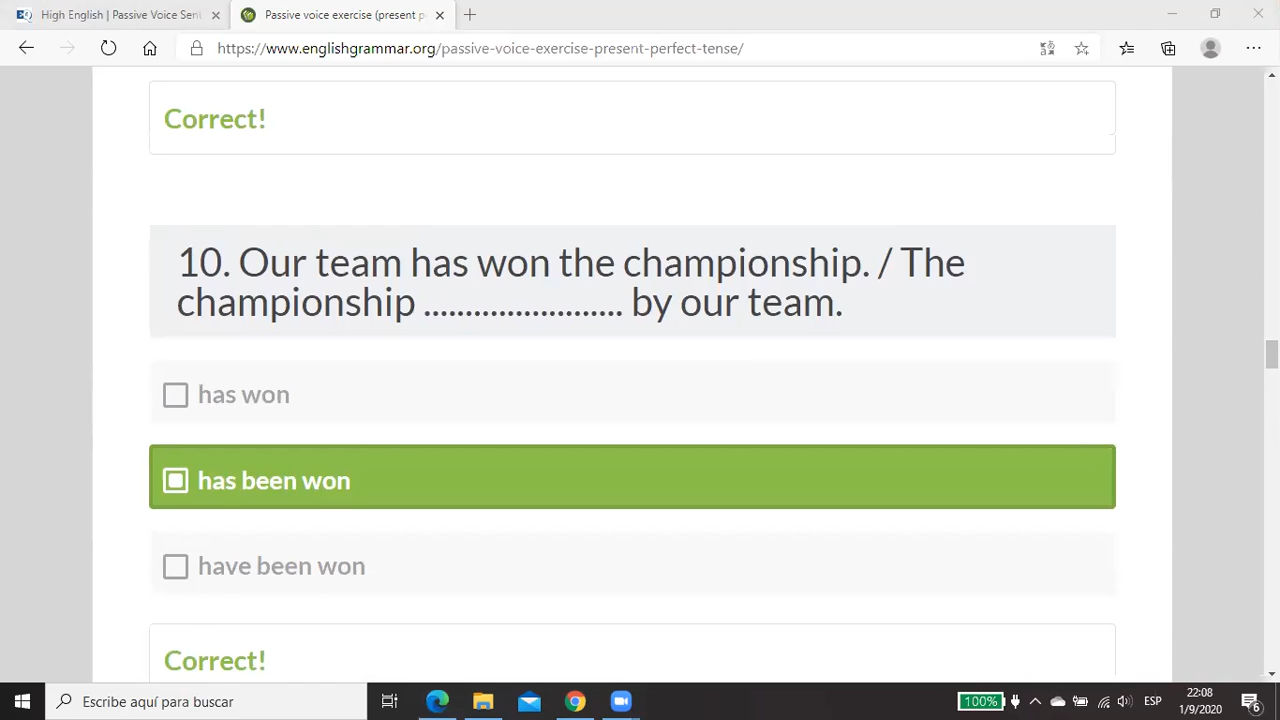 High English | Passive Voice Sent
Passive voice exercise (present p
https://www.englishgrammar.org/passive-voice-exercise-present-perfect-tense/
Correct!
10. Our team has won the championship. / The
championship ........................ by our team.
has won
has been won
have been won
Correct!
Escribe aquí para buscar
100%
ESP
22:08
1/9/2020
6